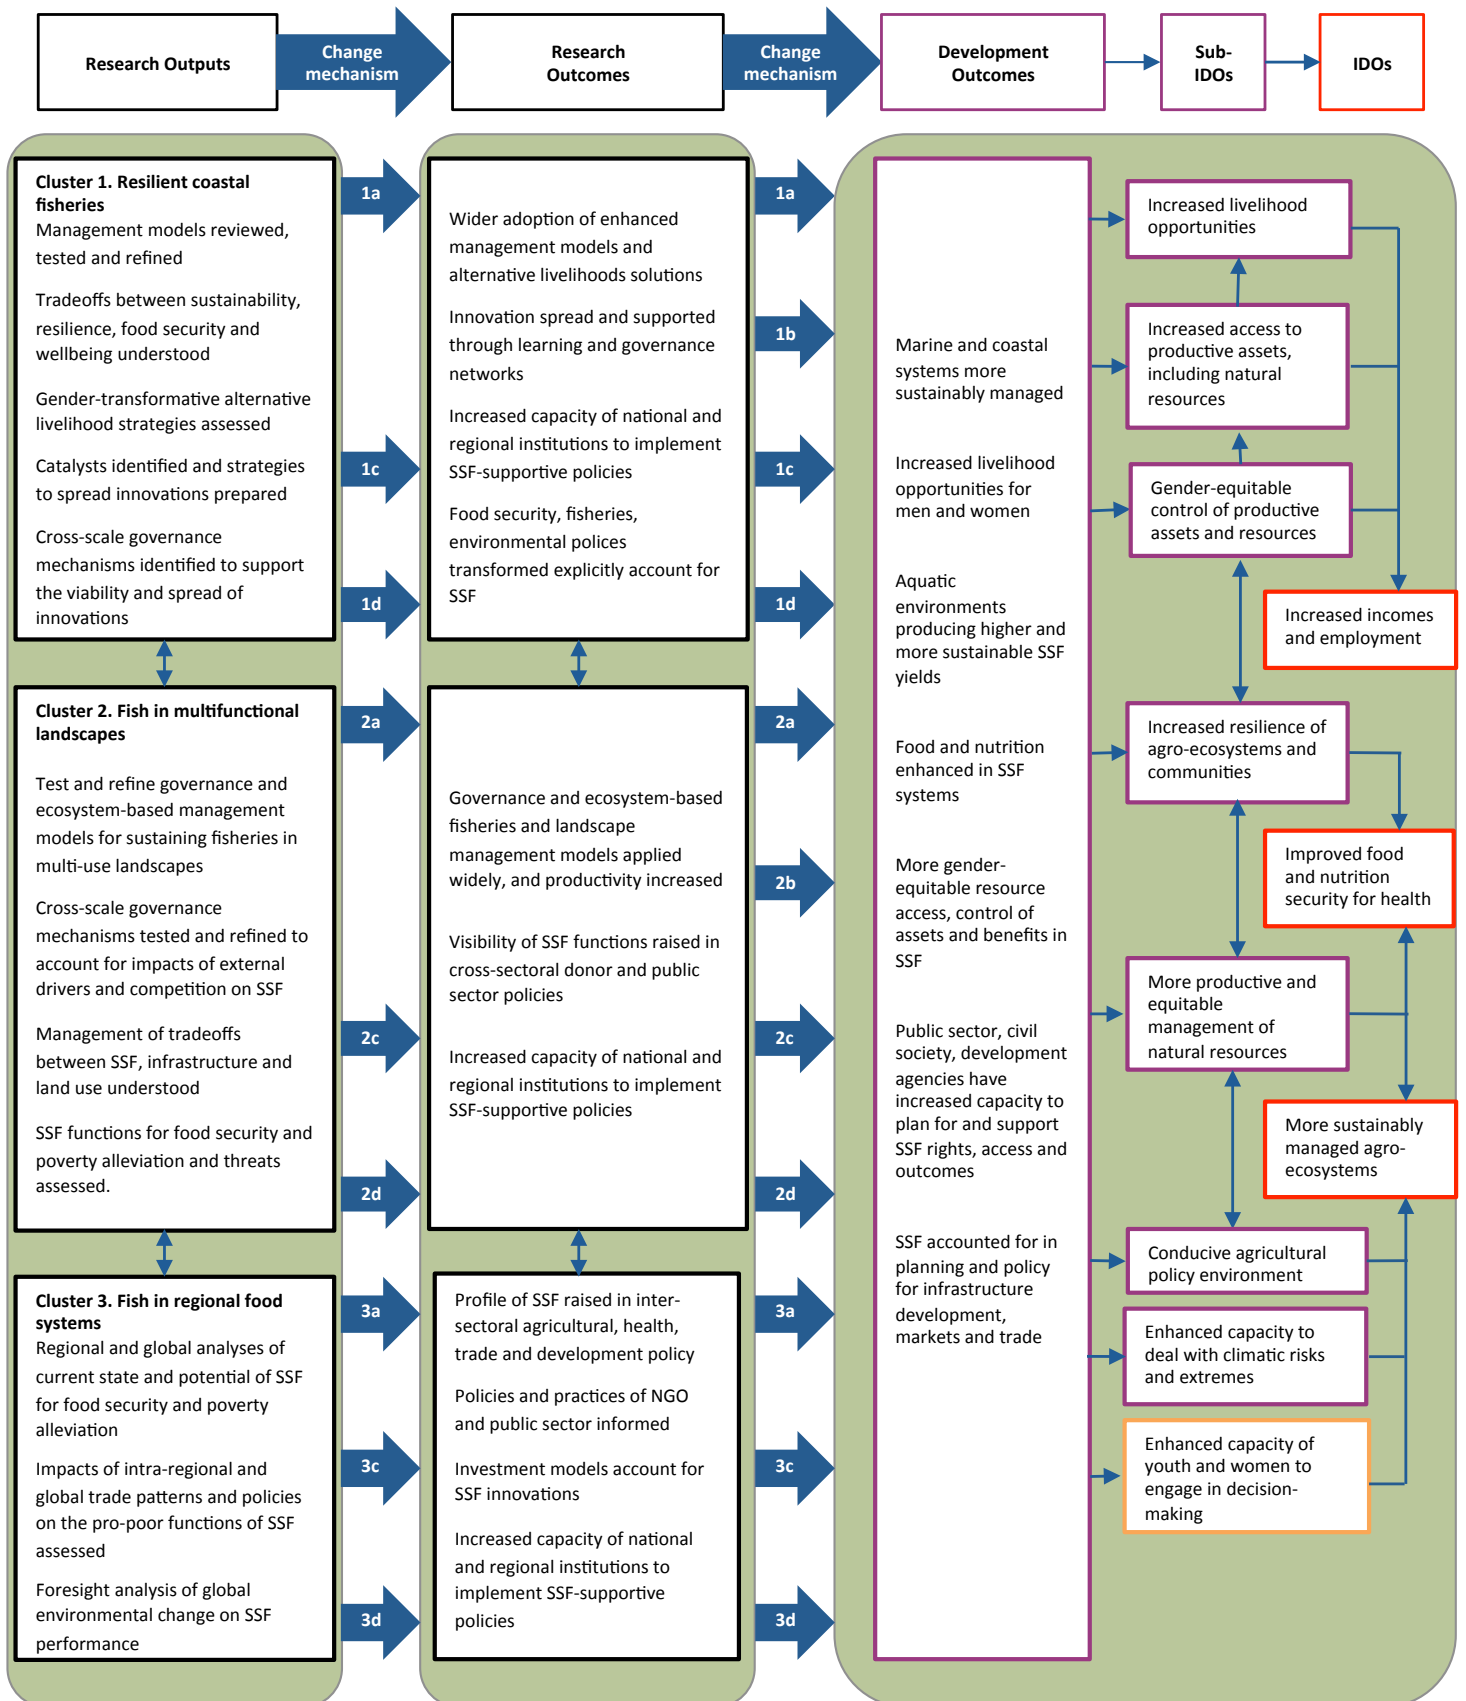 Research Outputs
Change
mechanism
Research
Outcomes
Change
mechanism
Development
Outcomes
Sub-
IDOs
IDOs
Cluster 1. Resilient coastal
fisheries
Management models reviewed,
tested and refined
Tradeoffs between sustainability,
resilience, food security and
wellbeing understood
Gender-transformative alternative
livelihood strategies assessed
Catalysts identified and strategies
to spread innovations prepared
Cross-scale governance
mechanisms identified to support
the viability and spread of
innovations
1a
1c
1d
Wider adoption of enhanced
management models and
alternative livelihoods solutions
Innovation spread and supported
through learning and governance
networks
Increased capacity of national and
regional institutions to implement
SSF-supportive policies
Food security, fisheries,
environmental polices
transformed explicitly account for
SSF
1a
1b
1c
1d
Cluster 2. Fish in multifunctional
landscapes
Test and refine governance and
ecosystem-based management
models for sustaining fisheries in
multi-use landscapes
Cross-scale governance
mechanisms tested and refined to
account for impacts of external
drivers and competition on SSF
Management of tradeoffs
between SSF, infrastructure and
land use understood
SSF functions for food security and
poverty alleviation and threats
assessed.
2a
2c
2d
Governance and ecosystem-based
fisheries and landscape
management models applied
widely, and productivity increased
Visibility of SSF functions raised in
cross-sectoral donor and public
sector policies
Increased capacity of national and
regional institutions to implement
SSF-supportive policies
2a
2b
2c
2d
Cluster 3. Fish in regional food
systems
Regional and global analyses of
current state and potential of SSF
for food security and poverty
alleviation
Impacts of intra-regional and
global trade patterns and policies
on the pro-poor functions of SSF
assessed
Foresight analysis of global
environmental change on SSF
performance
3a
3c
3d
Profile of SSF raised in inter-
sectoral agricultural, health,
trade and development policy
Policies and practices of NGO
and public sector informed
Investment models account for
SSF innovations
Increased capacity of national
and regional institutions to
implement SSF-supportive
policies
3a
3c
3d
Marine and coastal
systems more
sustainably managed
Increased livelihood
opportunities for
men and women
Aquatic
environments
producing higher and
more sustainable SSF
yields
Food and nutrition
enhanced in SSF
systems
More gender-
equitable resource
access, control of
assets and benefits in
SSF
Public sector, civil
society, development
agencies have
increased capacity to
plan for and support
SSF rights, access and
outcomes
SSF accounted for in
planning and policy
for infrastructure
development,
markets and trade
Increased livelihood
opportunities
Increased access to
productive assets,
including natural
resources
Gender-equitable
control of productive
assets and resources
Increased resilience of
agro-ecosystems and
communities
More productive and
equitable
management of
natural resources
Conducive agricultural
policy environment
Enhanced capacity to
deal with climatic risks
and extremes
Enhanced capacity of
youth and women to
engage in decision-
making
Increased incomes
and employment
Improved food
and nutrition
security for health
More sustainably
managed agro-
ecosystems